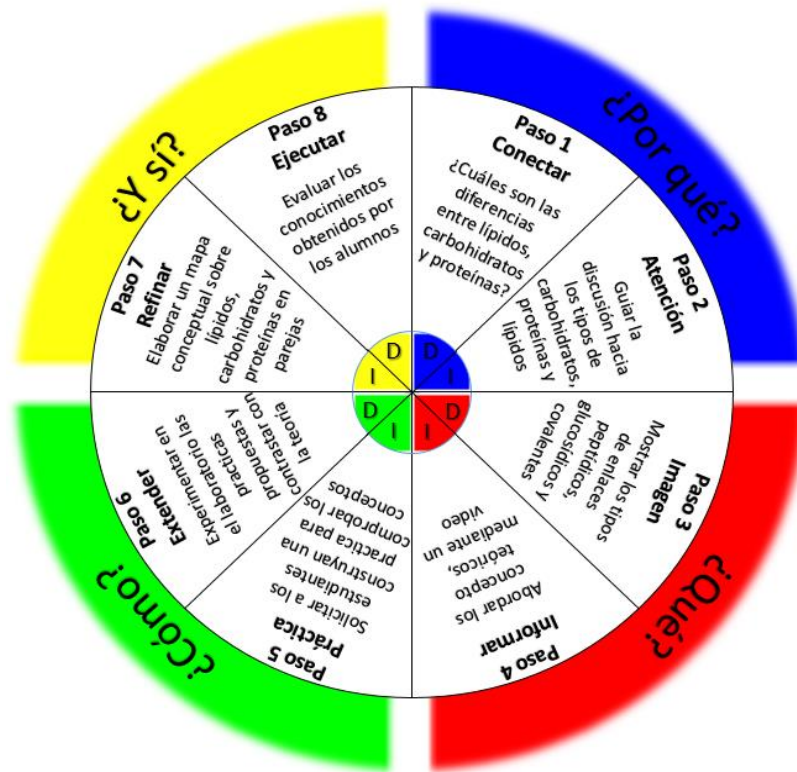 ¿Por qué?
Paso 1
Conectar
¿Cuáles son las
diferencias
entre lípidos,
carbohidratos
y proteínas?
Paso 2
Atención
Guiar la
discusión hacia
los tipos de
carbohidratos,
proteínas y
lípidos
¿Qué?
Paso 3
Imagen
Mostrar los tipos
de enlaces
peptídicos,
glucosídicos y
covalentes
Paso 4
Informar
Abordar los
concepto
teóricos,
mediante un
video
¿Cómo?
Paso 5
Práctica
Solicitar a los
estudiantes
construyan una
practica para
comprobar los
conceptos
Paso 6
Extender
Experimentar en
el laboratorio las
practicas
propuestas y
contrastar con
la teoría
¿Y sí?
Paso 7
Refinar
Elaborar un mapa
conceptual sobre
lípidos,
carbohidratos y
proteínas en
parejas
Paso 8
Ejecutar
Evaluar los
conocimientos
obtenidos por
los alumnos
D
I
D
I
D
I
D
I